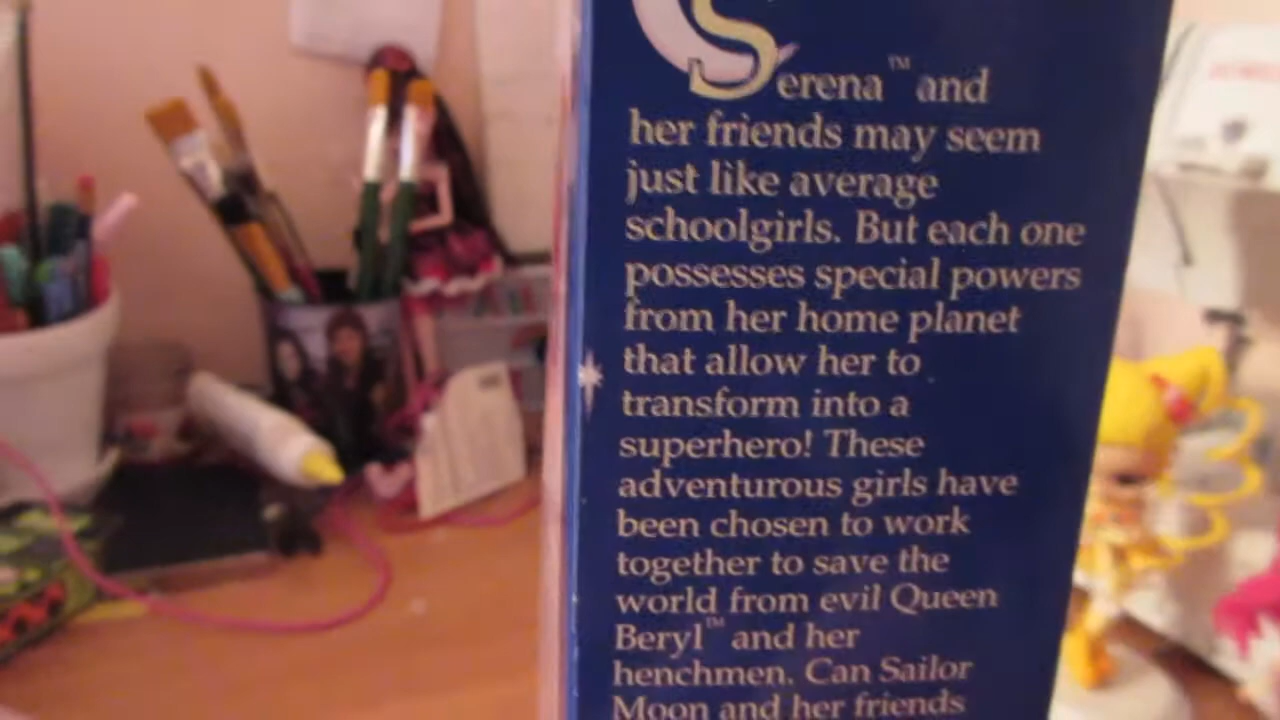 Serena™ and
her friends may seem
just like average
schoolgirls. But each one
possesses special powers
from her home planet
that allow her to
transform into a
superhero! These
adventurous girls have
been chosen to work
together to save the
world from evil Queen
Beryl™ and her
henchmen. Can Sailor
Moon and her friends